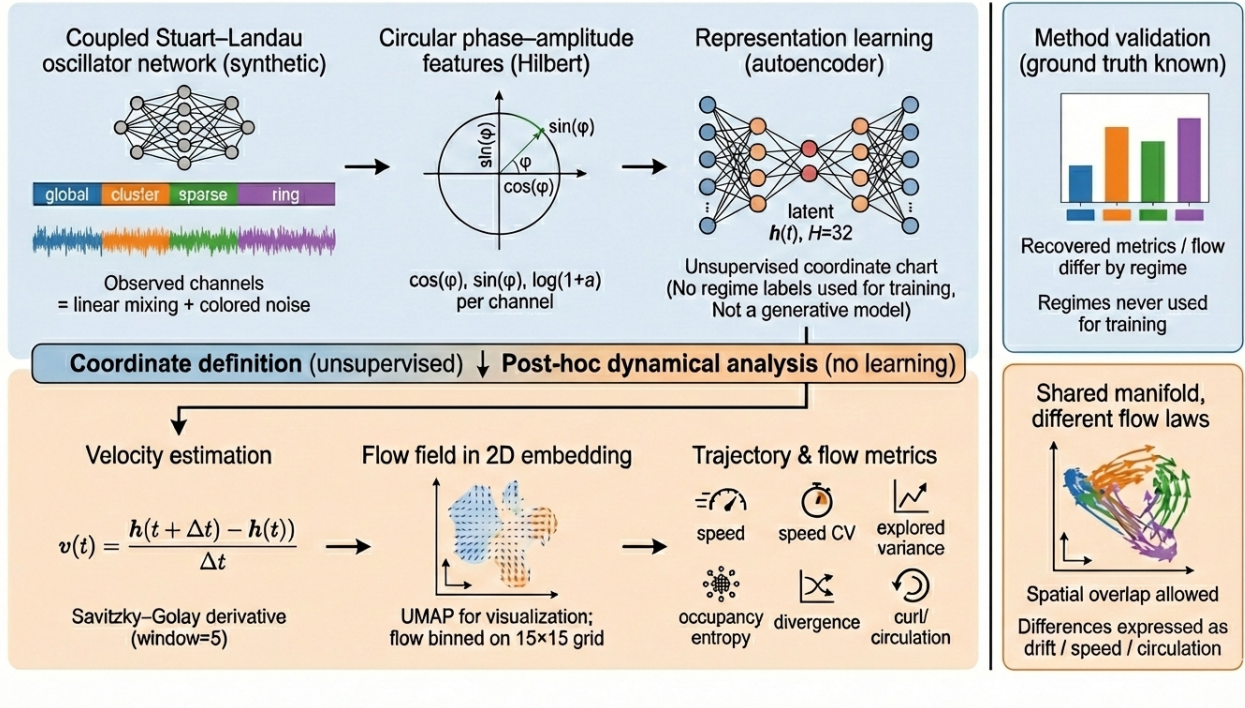 Coupled Stuart–Landau
oscillator network (synthetic)
global
cluster
sparse
ring
Observed channels
= linear mixing + colored noise
Circular phase–amplitude
features (Hilbert)
sin(φ)
sin(φ)
φ
cos(φ)
cos(φ), sin(φ), log(1+a)
per channel
Representation learning
(autoencoder)
latent
h(t), H=32
Unsupervised coordinate chart
(No regime labels used for training,
Not a generative model)
Method validation
(ground truth known)
Recovered metrics / flow
differ by regime
Regimes never used
for training
Coordinate definition (unsupervised) ↓ Post-hoc dynamical analysis (no learning)
Velocity estimation
v(t) = h(t + Δt) − h(t)) / Δt
Savitzky–Golay derivative
(window=5)
Flow field in 2D embedding
UMAP for visualization;
flow binned on 15×15 grid
Trajectory & flow metrics
speed
speed CV
explored
variance
occupancy
entropy
divergence
curl/
circulation
Shared manifold,
different flow laws
Spatial overlap allowed
Differences expressed as
drift / speed / circulation